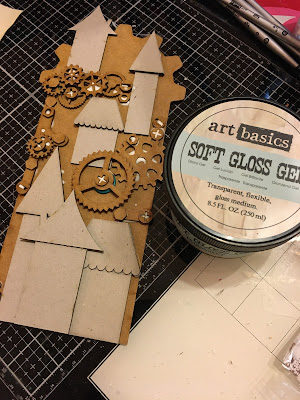 art basics
SOFT GLOSS GEL
Transparent, flexible,
gloss medium.
8.5 FL. OZ (250 ml)